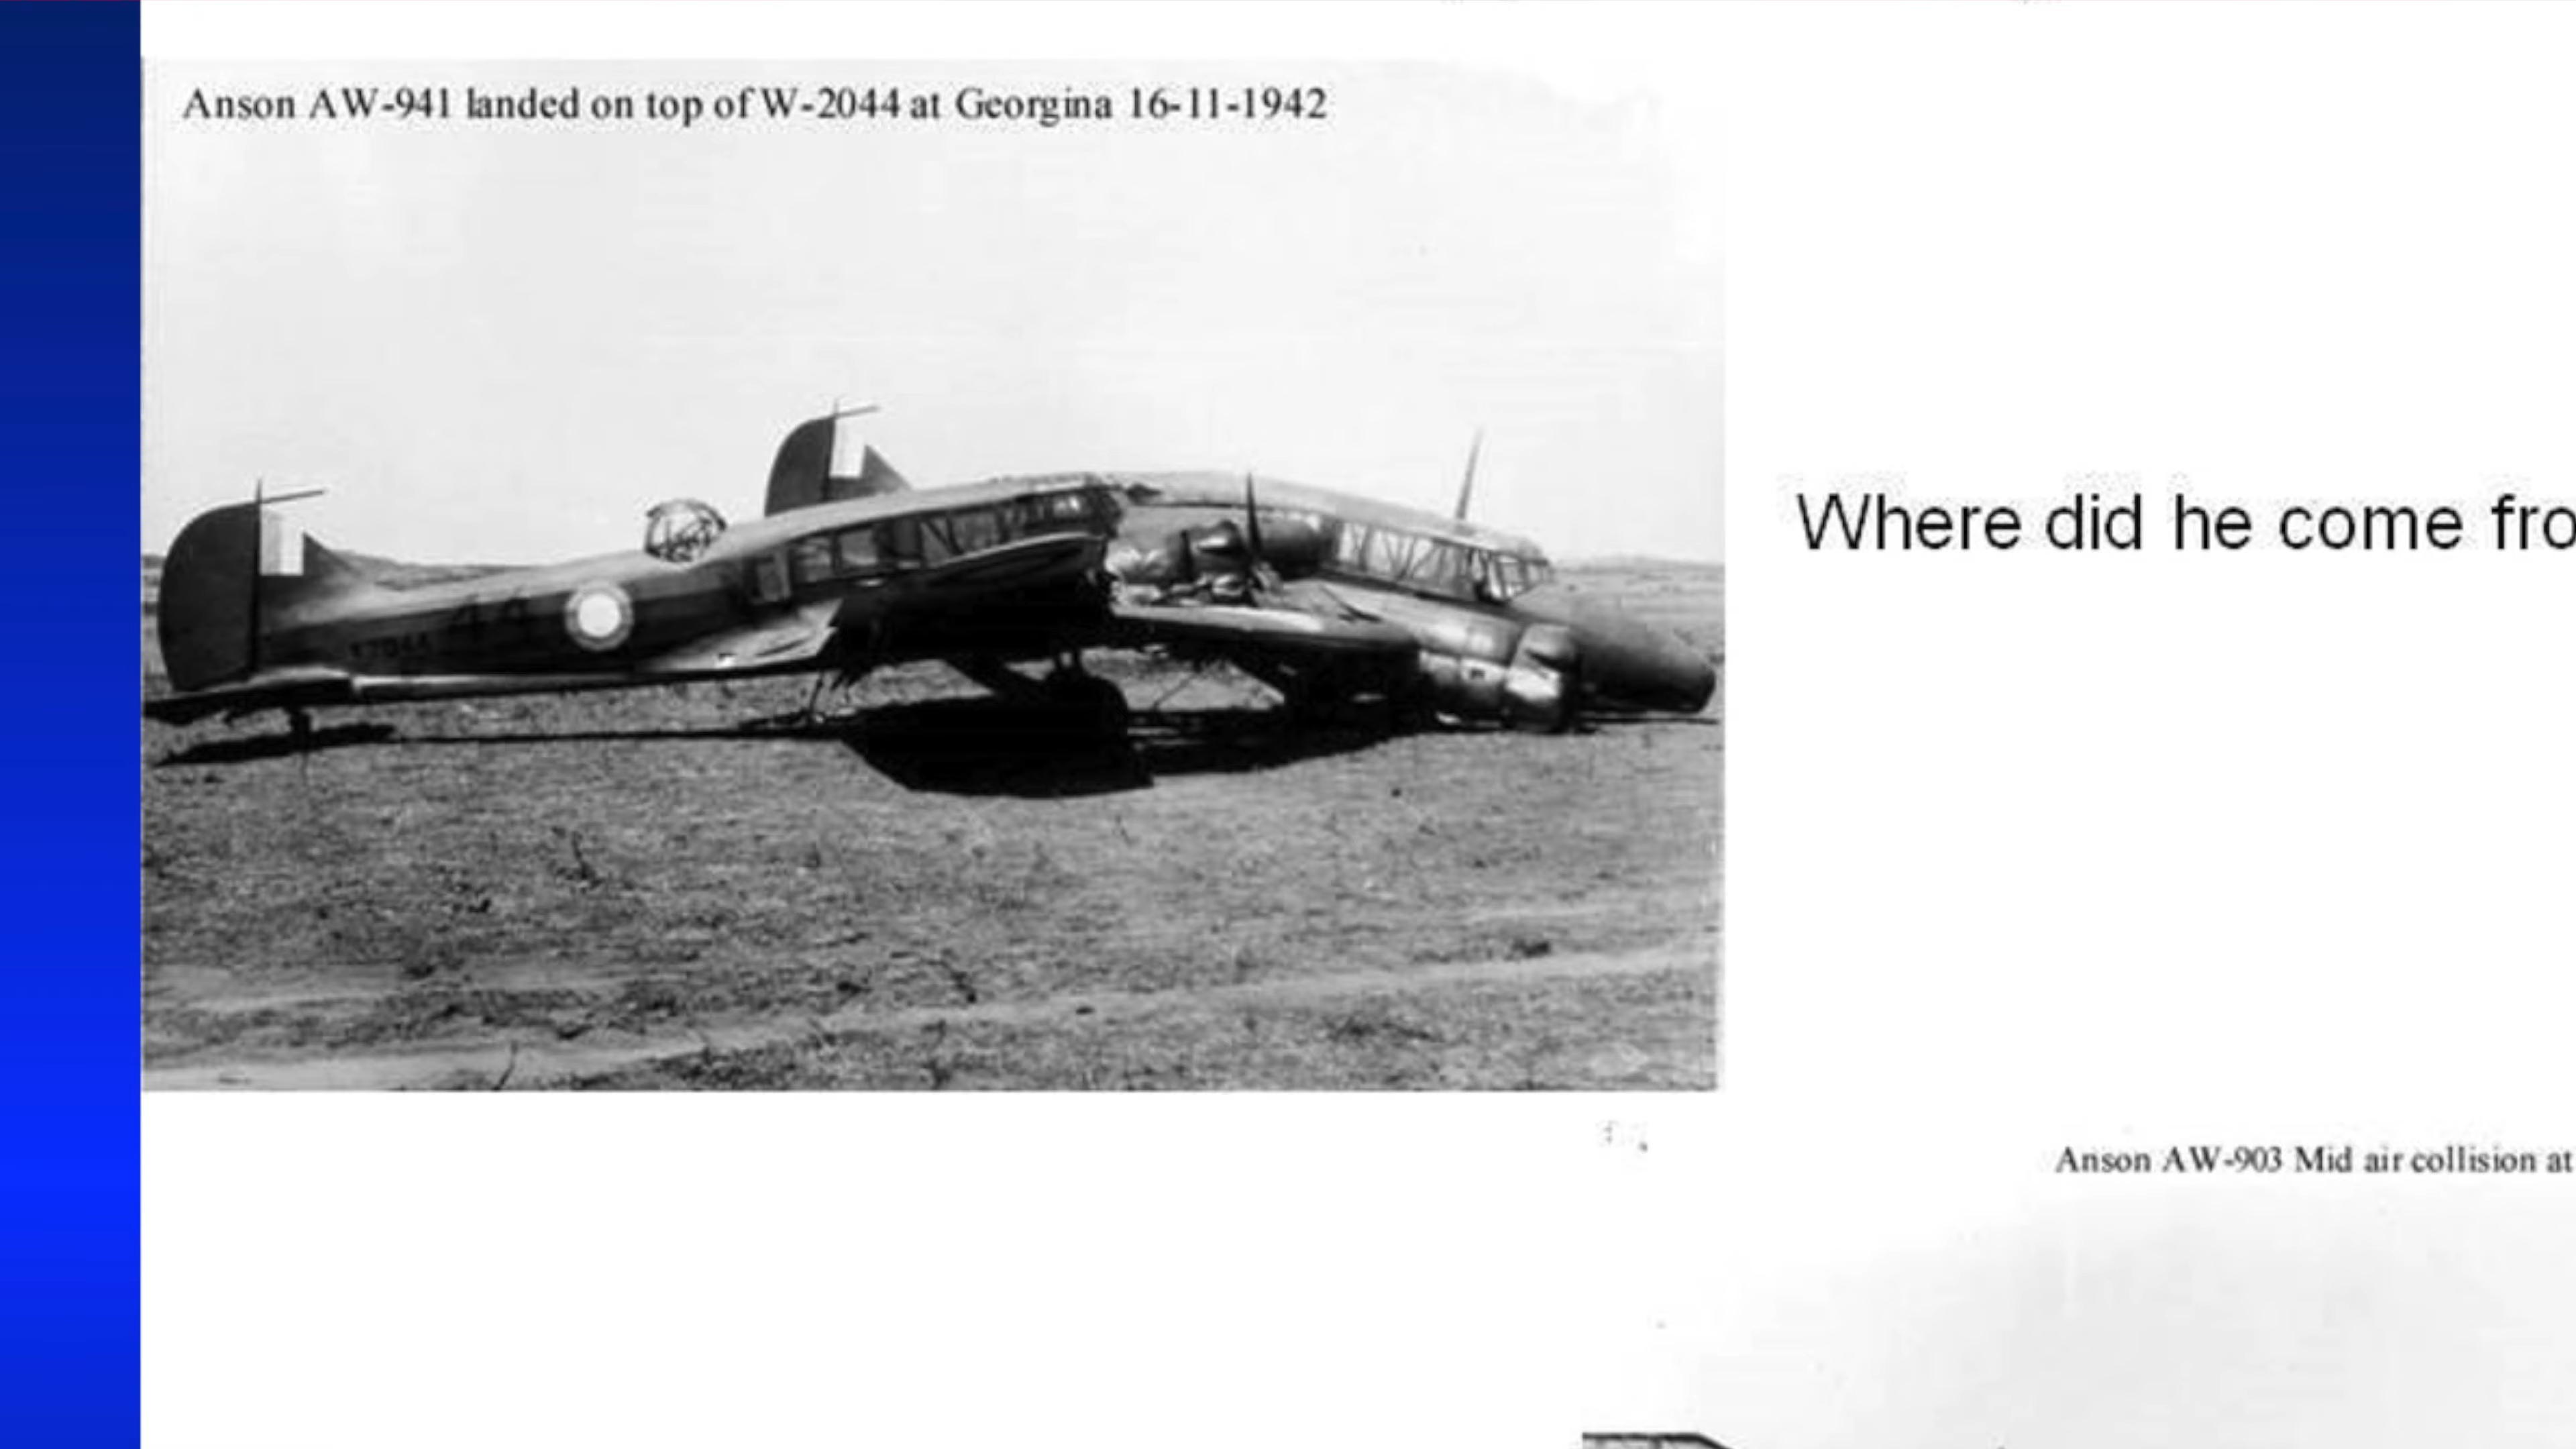 Anson AW-941 landed on top of W-2044 at Georgina 16-11-1942
Where did he come fro
Anson AW-903 Mid air collision at